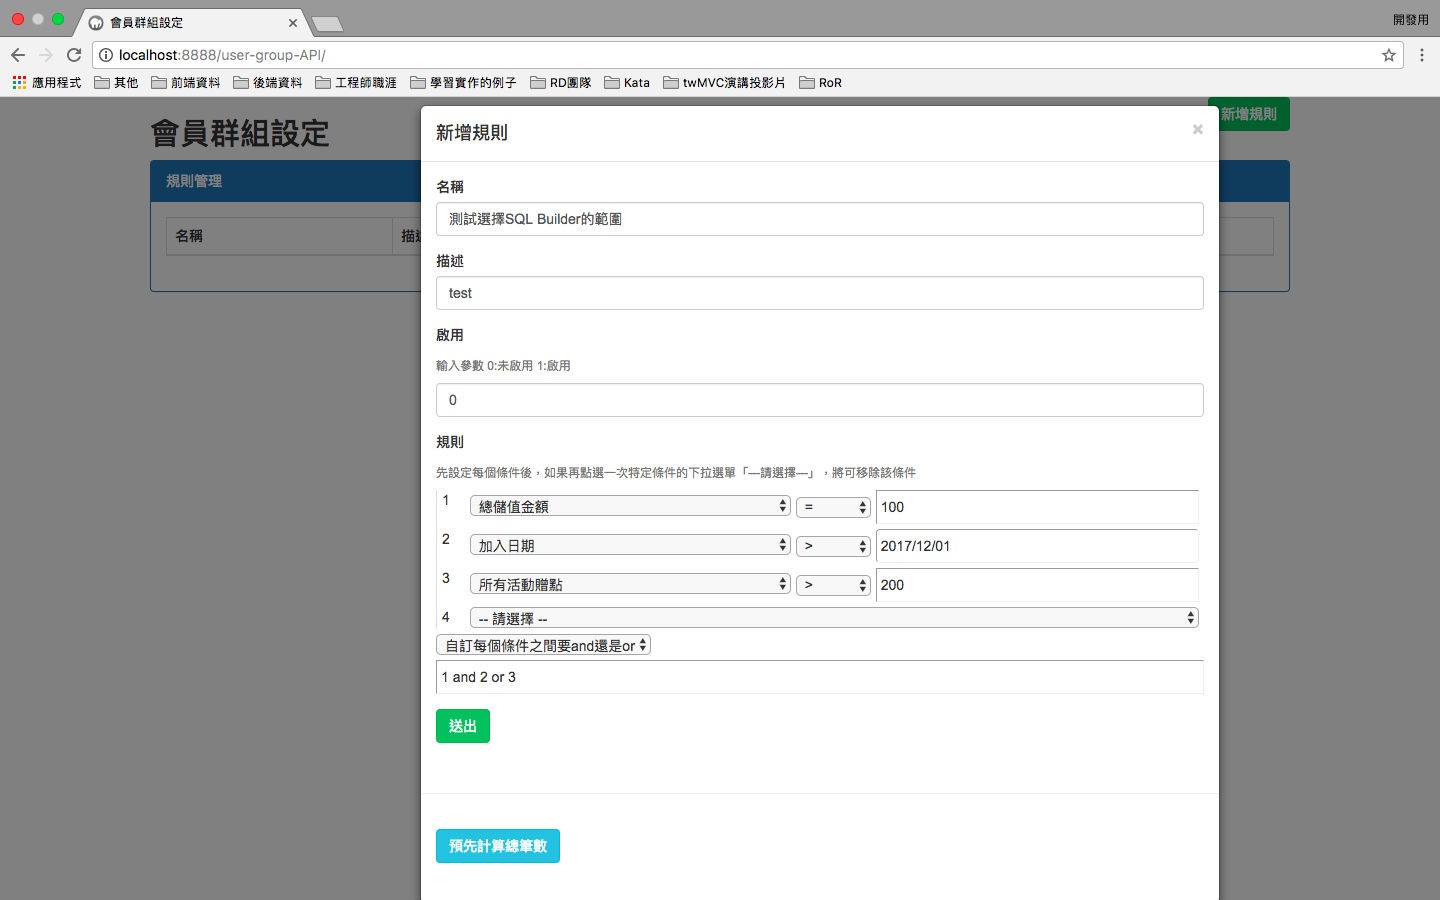 會員群組設定
開發用
localhost:8888/user-group-API/
應用程式 其他 前端資料 後端資料 工程師職涯 學習實作的例子 RD團隊 Kata twMVC演講投影片 RoR
會員群組設定
新增規則
規則管理
名稱
新增規則 ×
名稱
測試選擇SQL Builder的範圍
描述
test
啟用
輸入參數 0:未啟用 1:啟用
0
規則
先設定每個條件後，如果再點選一次特定條件的下拉選單「—請選擇—」，將可移除該條件
1 總儲值金額 = 100
2 加入日期 > 2017/12/01
3 所有活動贈點 > 200
4 -- 請選擇 --
自訂每個條件之間要and還是or
1 and 2 or 3
送出
預先計算總筆數